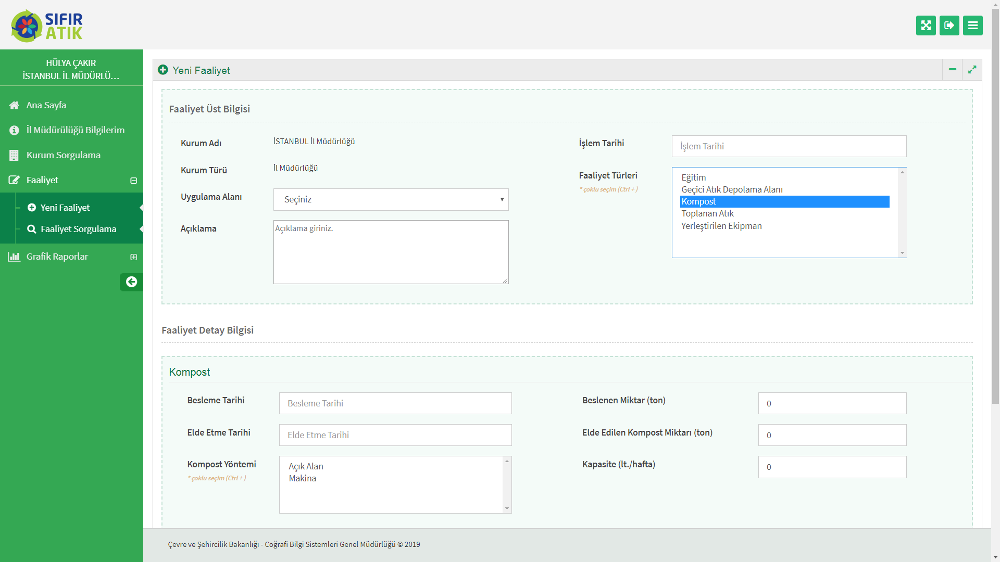 SIFIR
ATIK
HÜLYA ÇAKIR
İSTANBUL İL MÜDÜRLÜ...
Ana Sayfa
İl Müdürülüğü Bilgilerim
Kurum Sorgulama
Faaliyet
Yeni Faaliyet
Faaliyet Sorgulama
Grafik Raporlar
Yeni Faaliyet
Faaliyet Üst Bilgisi
Kurum Adı
İSTANBUL İl Müdürlüğü
Kurum Türü
İl Müdürlüğü
Uygulama Alanı
Seçiniz
Açıklama
Açıklama giriniz.
İşlem Tarihi
İşlem Tarihi
Faaliyet Türleri
* çoklu seçim (Ctrl + )
Eğitim
Geçici Atık Depolama Alanı
Kompost
Toplanan Atık
Yerleştirilen Ekipman
Faaliyet Detay Bilgisi
Kompost
Besleme Tarihi
Besleme Tarihi
Beslenen Miktar (ton)
0
Elde Etme Tarihi
Elde Etme Tarihi
Elde Edilen Kompost Miktarı (ton)
0
Kompost Yöntemi
* çoklu seçim (Ctrl + )
Açık Alan
Makina
Kapasite (lt./hafta)
0
Çevre ve Şehircilik Bakanlığı - Coğrafi Bilgi Sistemleri Genel Müdürlüğü © 2019